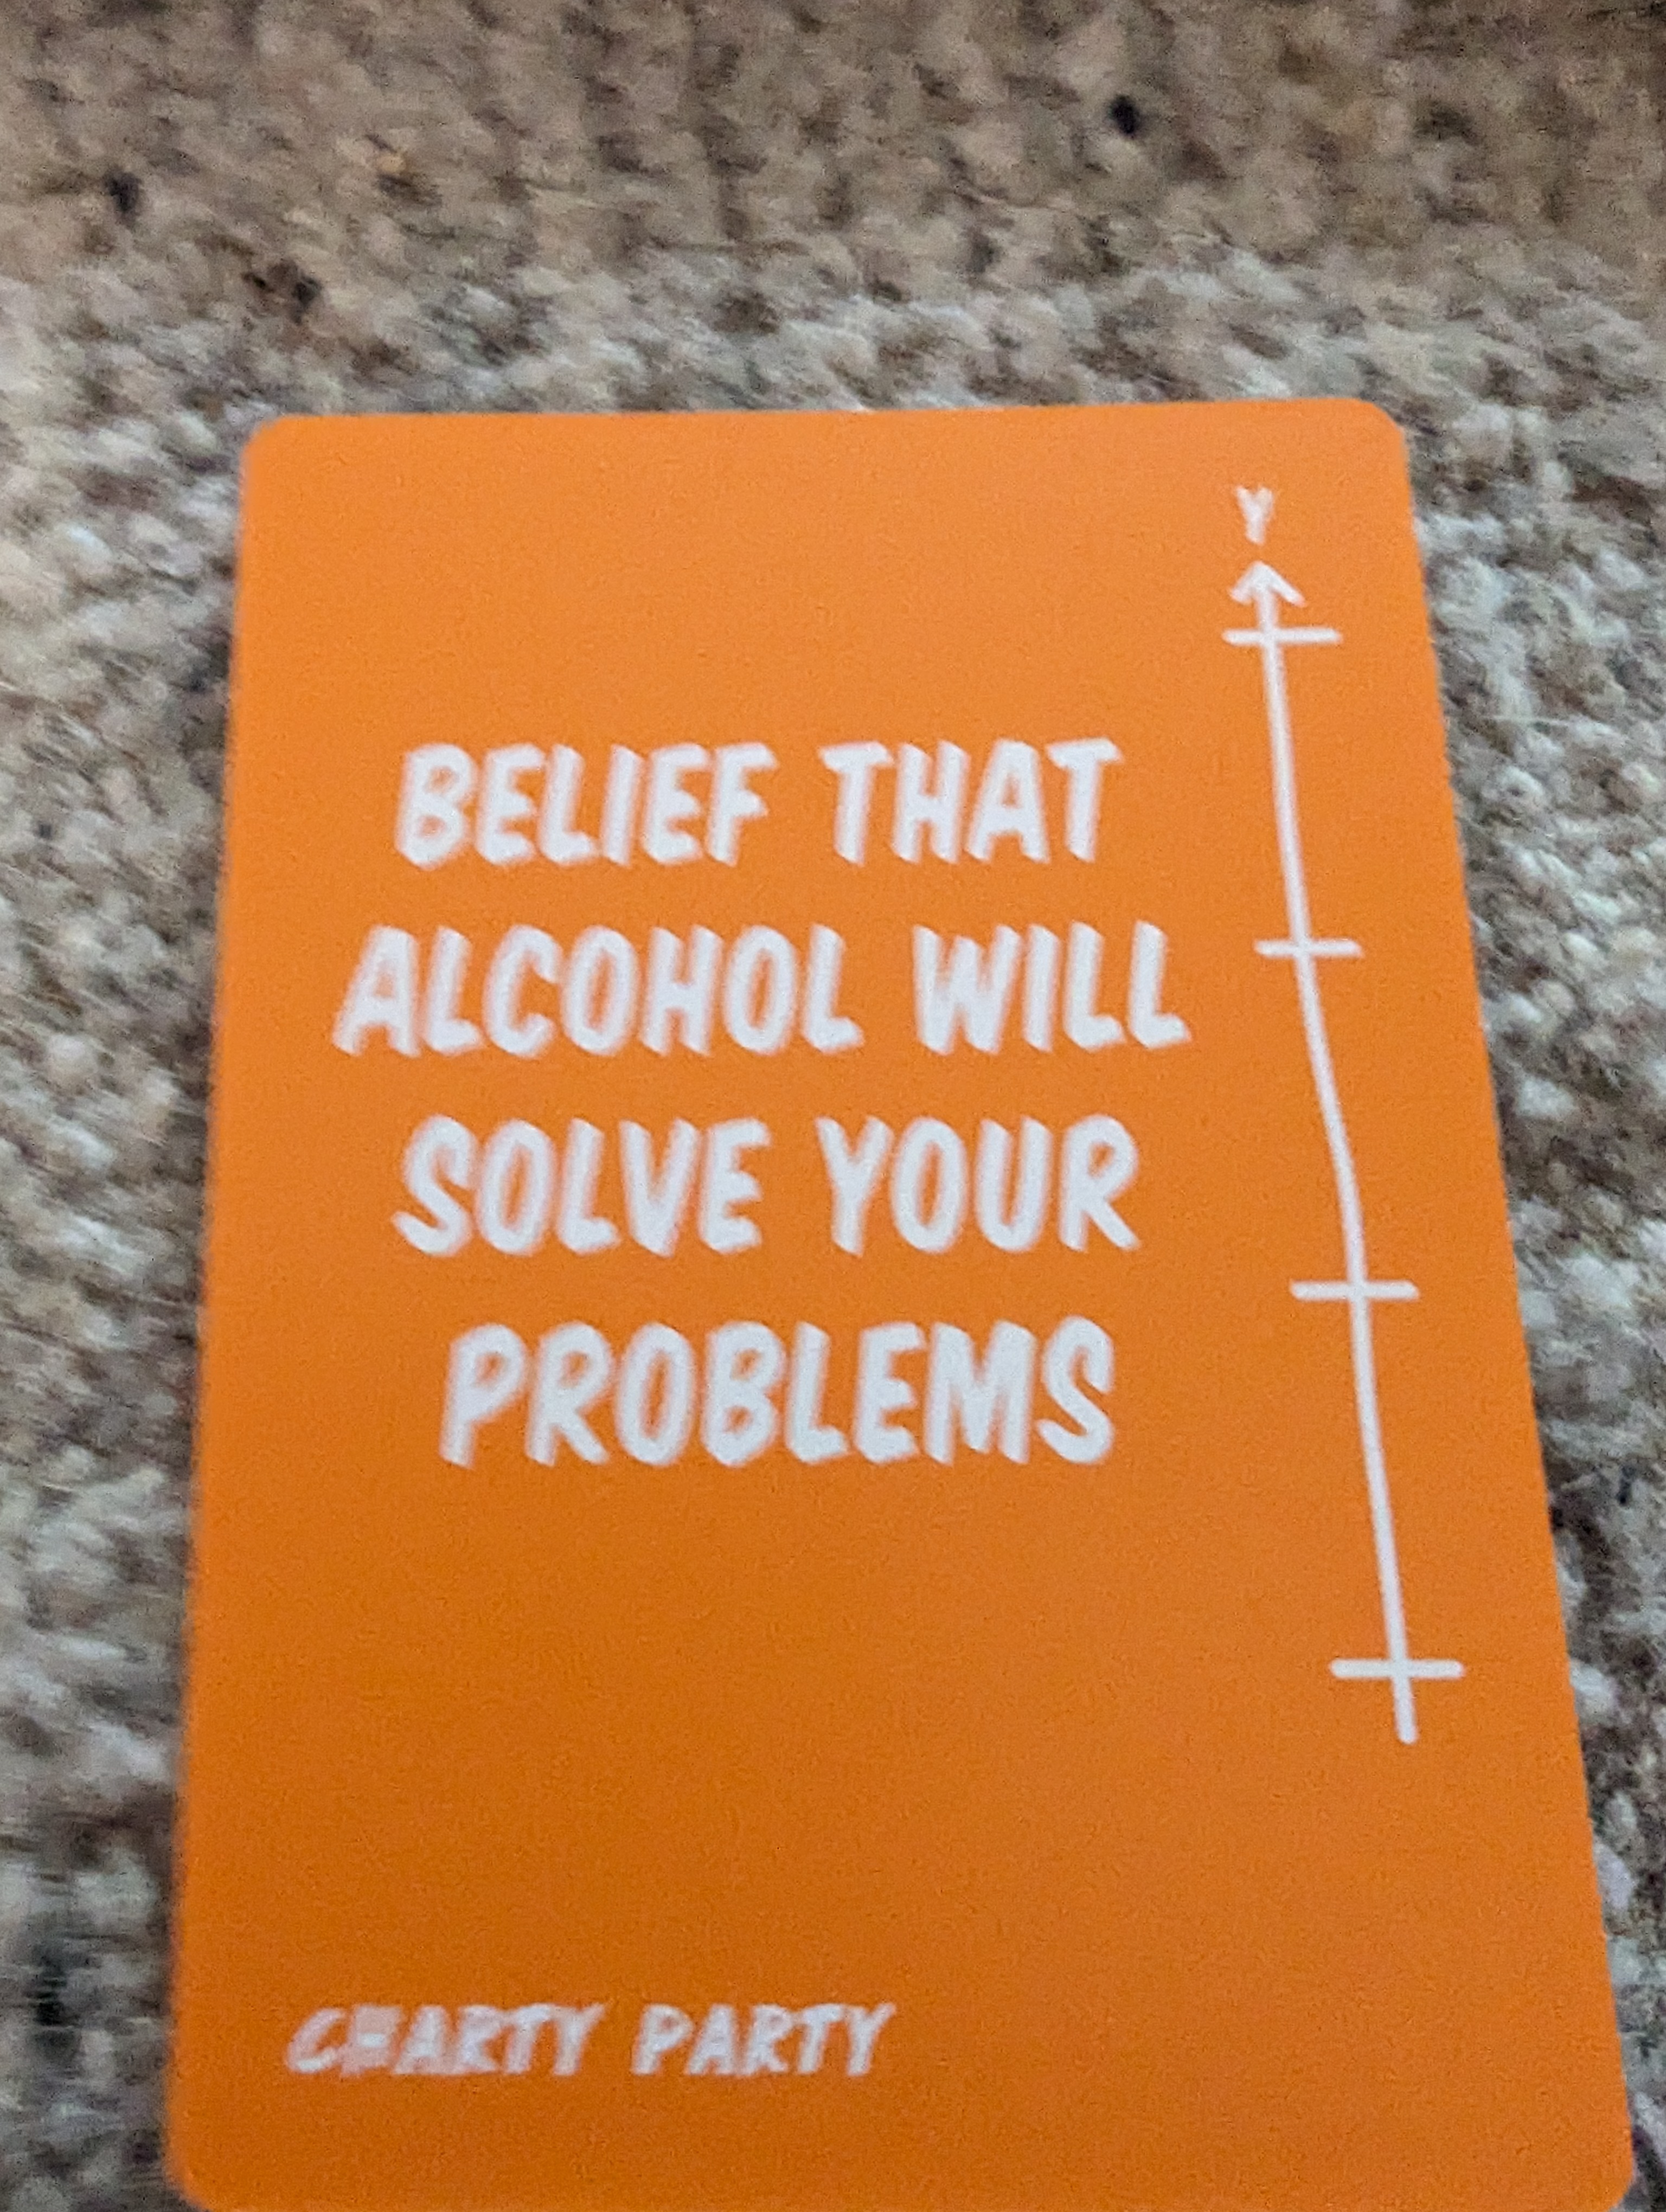 Y
BELIEF THAT
ALCOHOL WILL
SOLVE YOUR
PROBLEMS
CHARTY PARTY